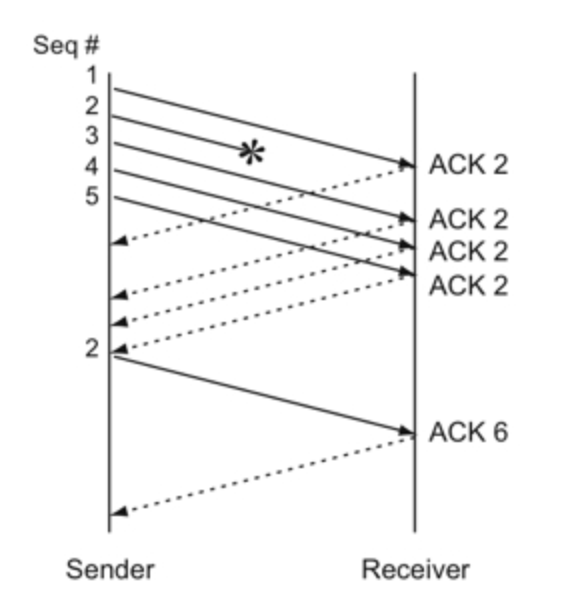 Seq #
1
2
3
4
5
ACK 2
ACK 2
ACK 2
ACK 2
2
ACK 6
Sender
Receiver